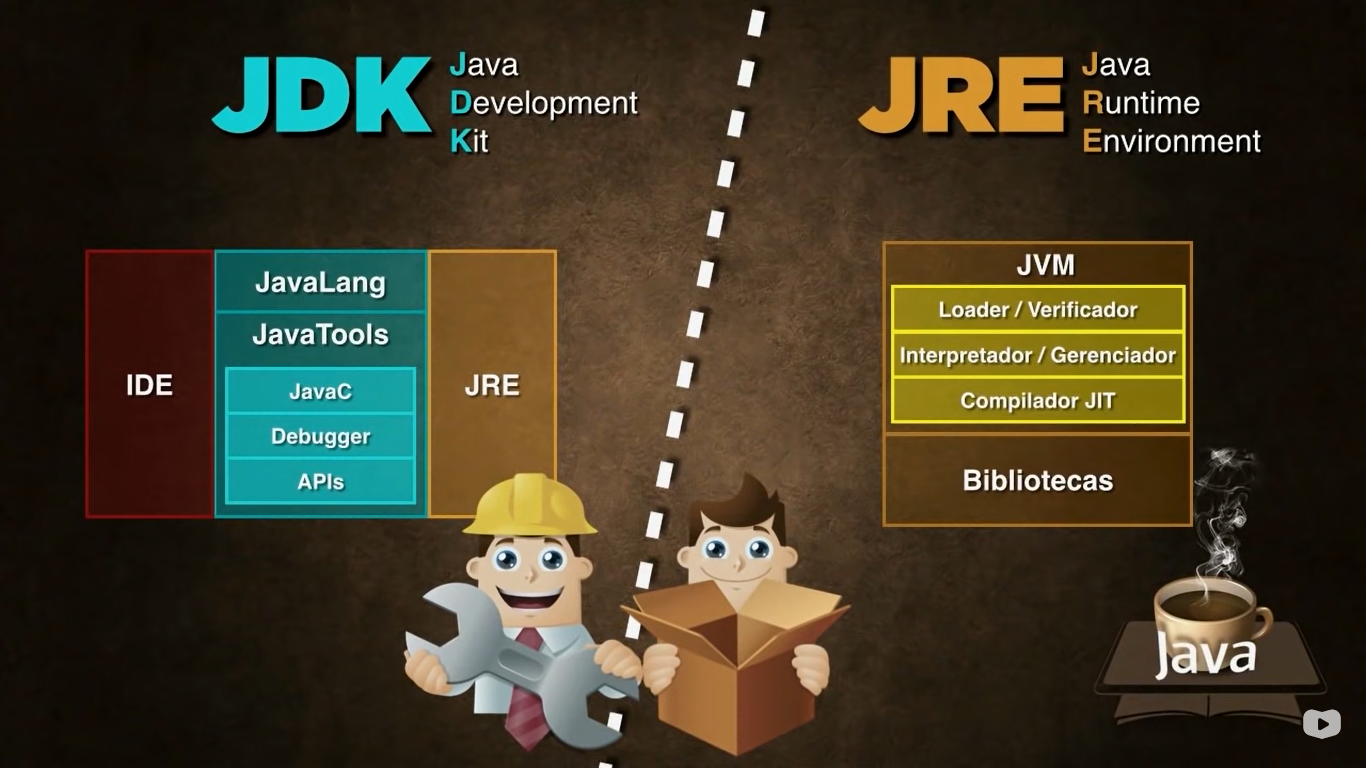 JDK
Java
Development
Kit
JRE
Java
Runtime
Environment
IDE
JavaLang
JavaTools
JavaC
Debugger
APIs
JRE
JVM
Loader / Verificador
Interpretador / Gerenciador
Compilador JIT
Bibliotecas
Java